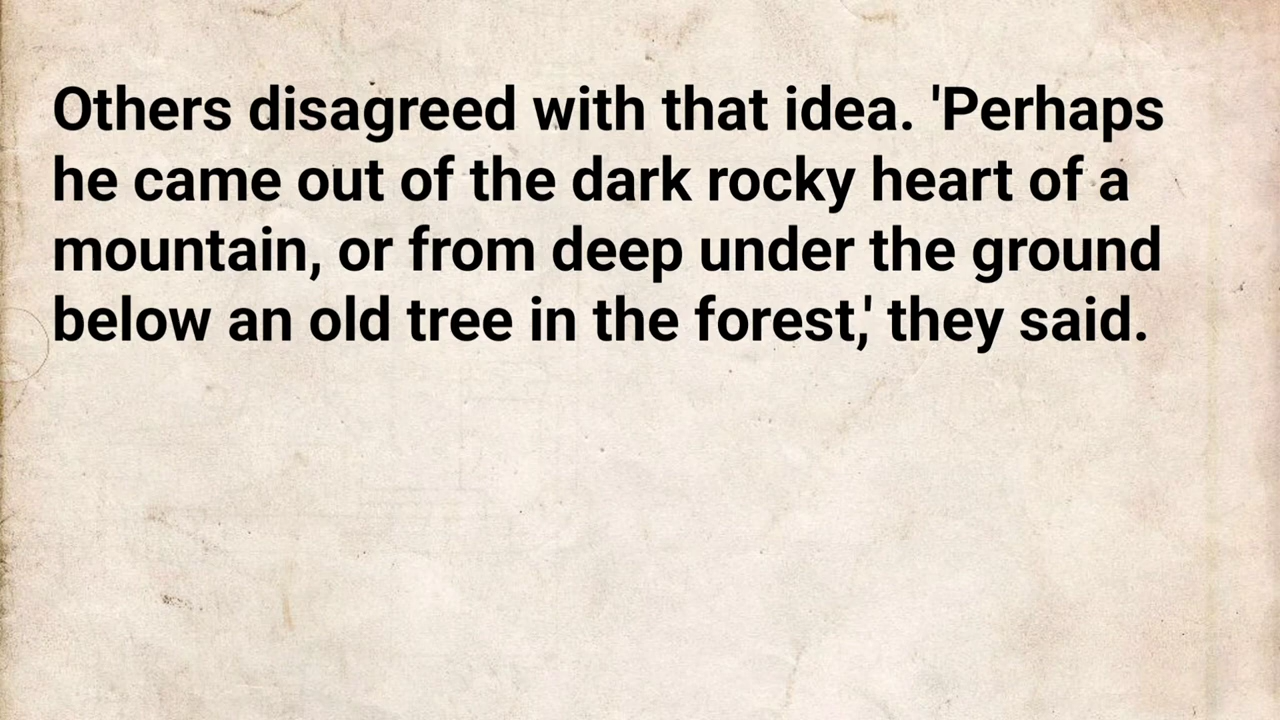 Others disagreed with that idea. 'Perhaps
he came out of the dark rocky heart of a
mountain, or from deep under the ground
below an old tree in the forest,' they said.